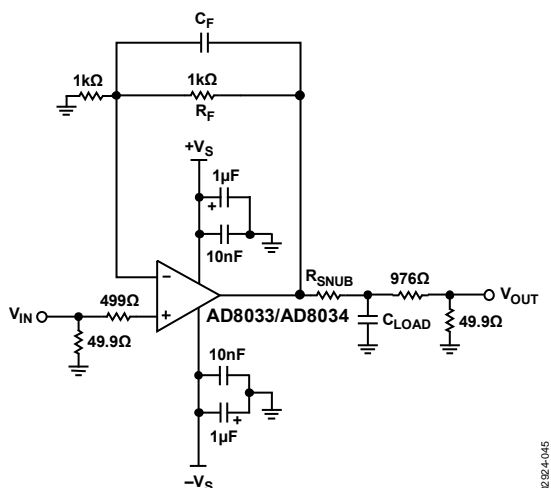 CF
1kΩ
1kΩ
RF
+VS
1µF
+
10nF
RSNUB
976Ω
VOUT
−
499Ω
VIN
+
AD8033/AD8034
49.9Ω
CLOAD
49.9Ω
10nF
1µF
+
−VS
02924-045